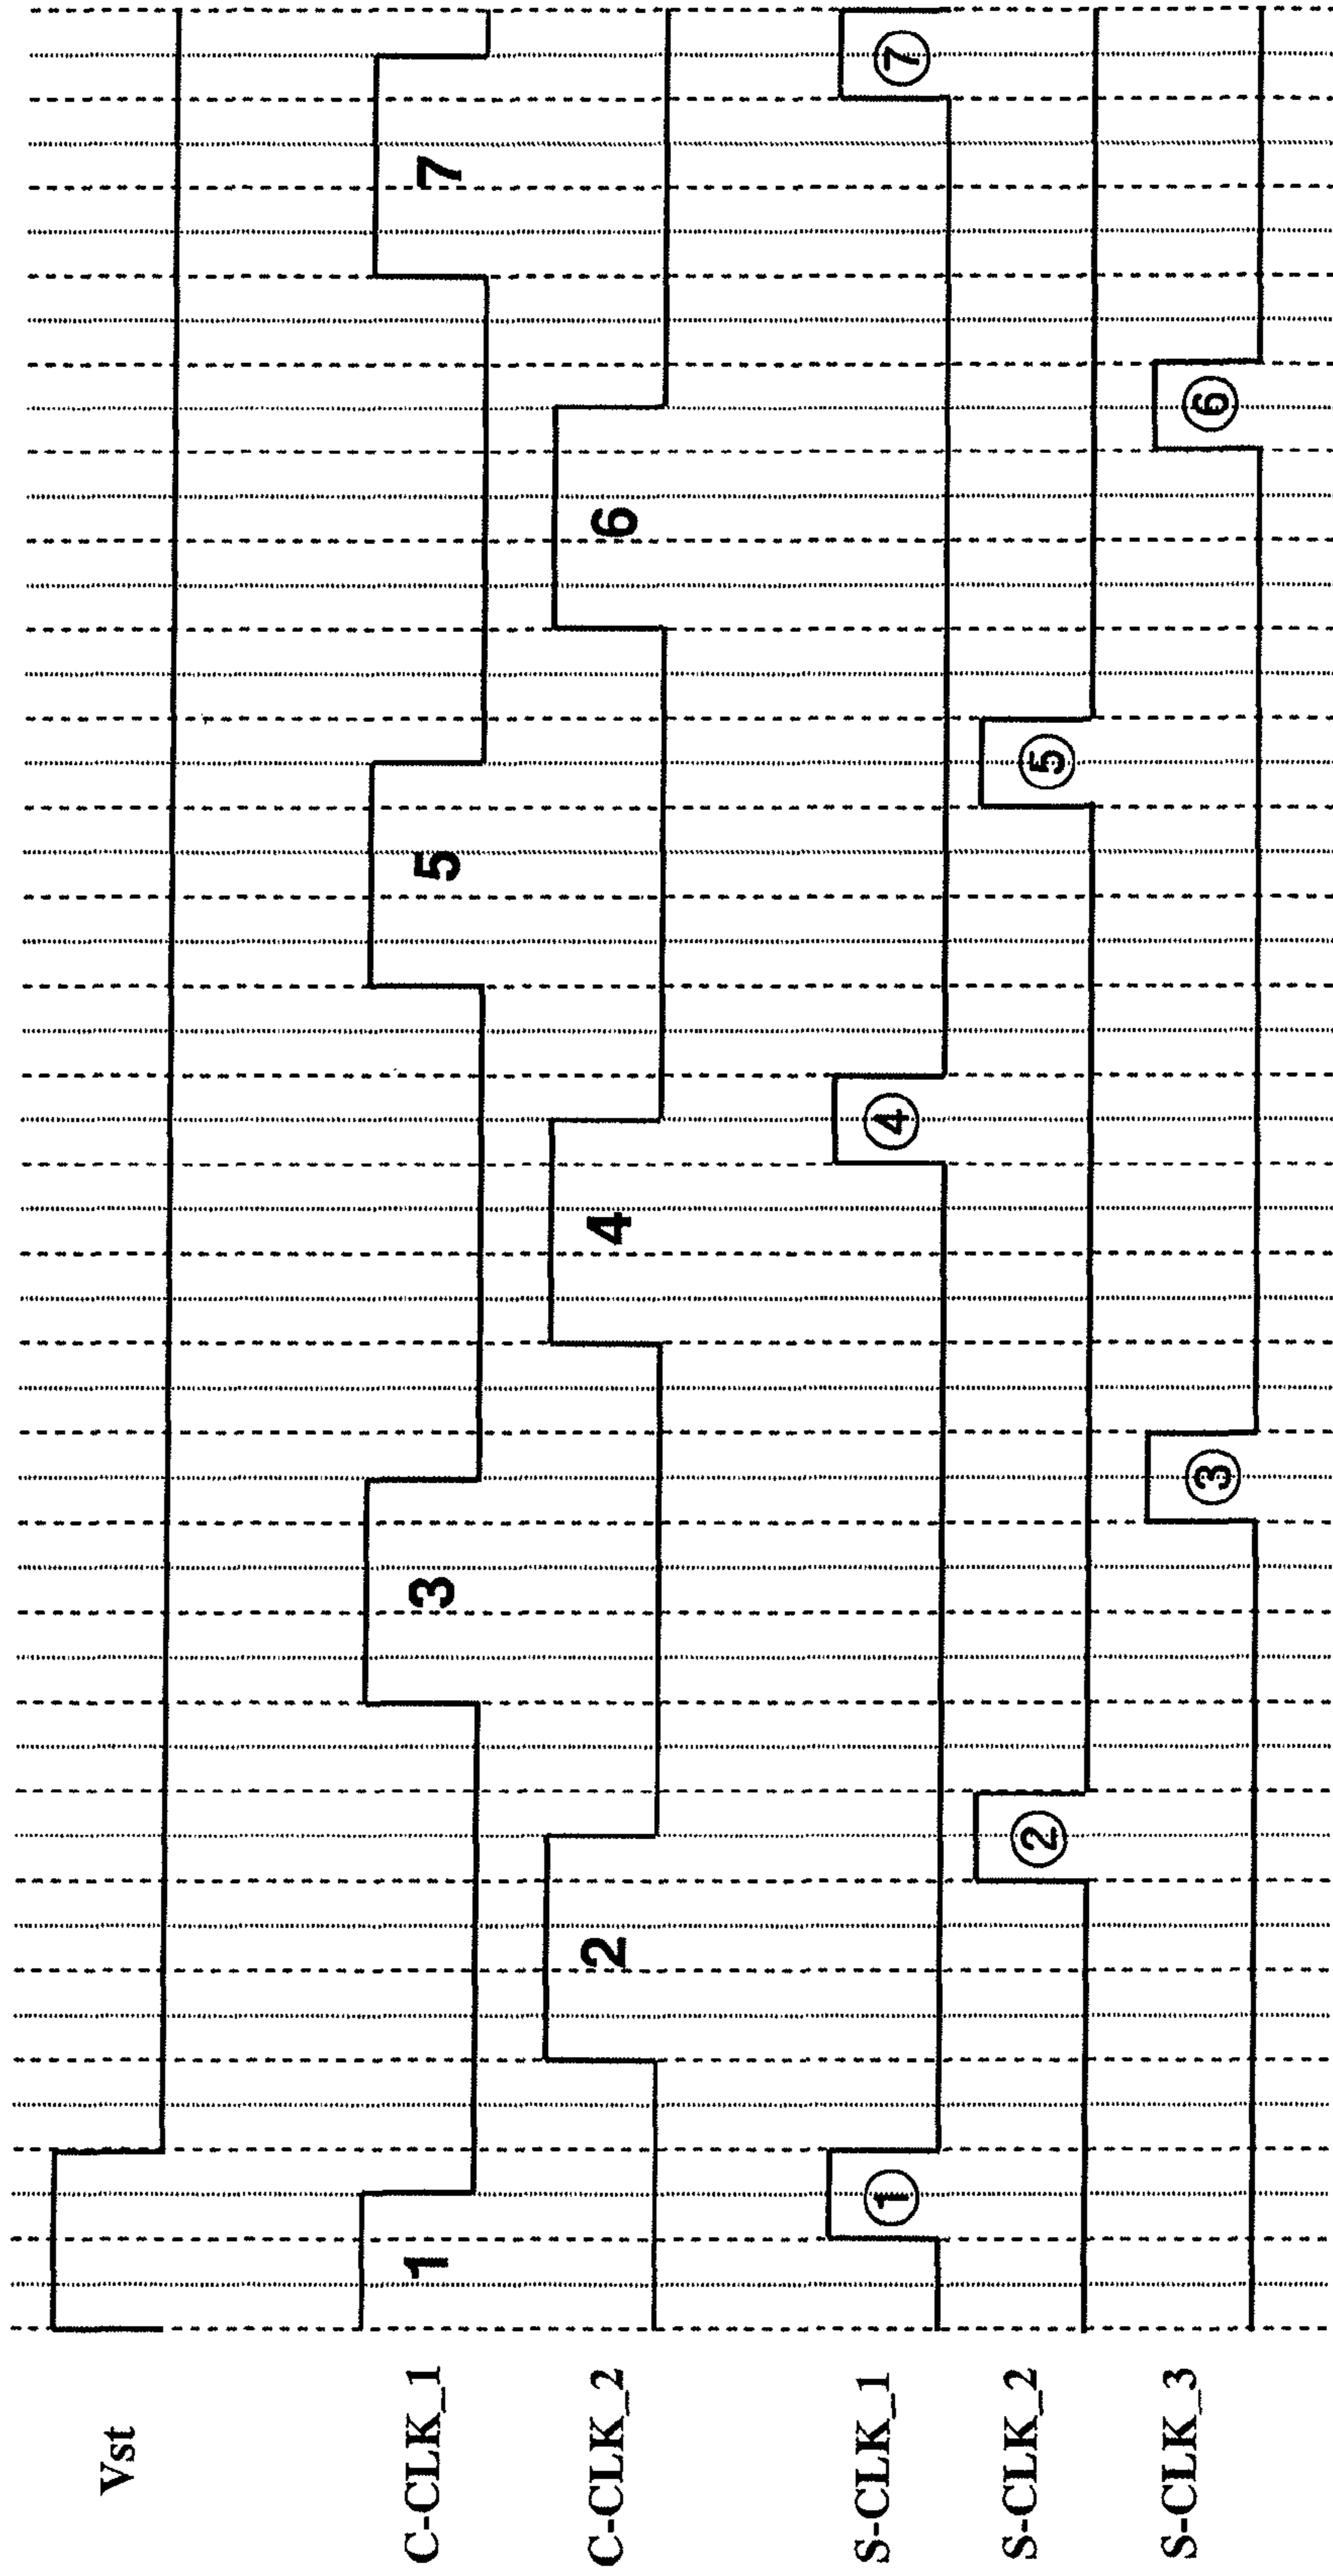 Vst
C-CLK_1
1
3
5
7
C-CLK_2
2
4
6
S-CLK_1
①
④
⑦
S-CLK_2
②
⑤
S-CLK_3
③
⑥